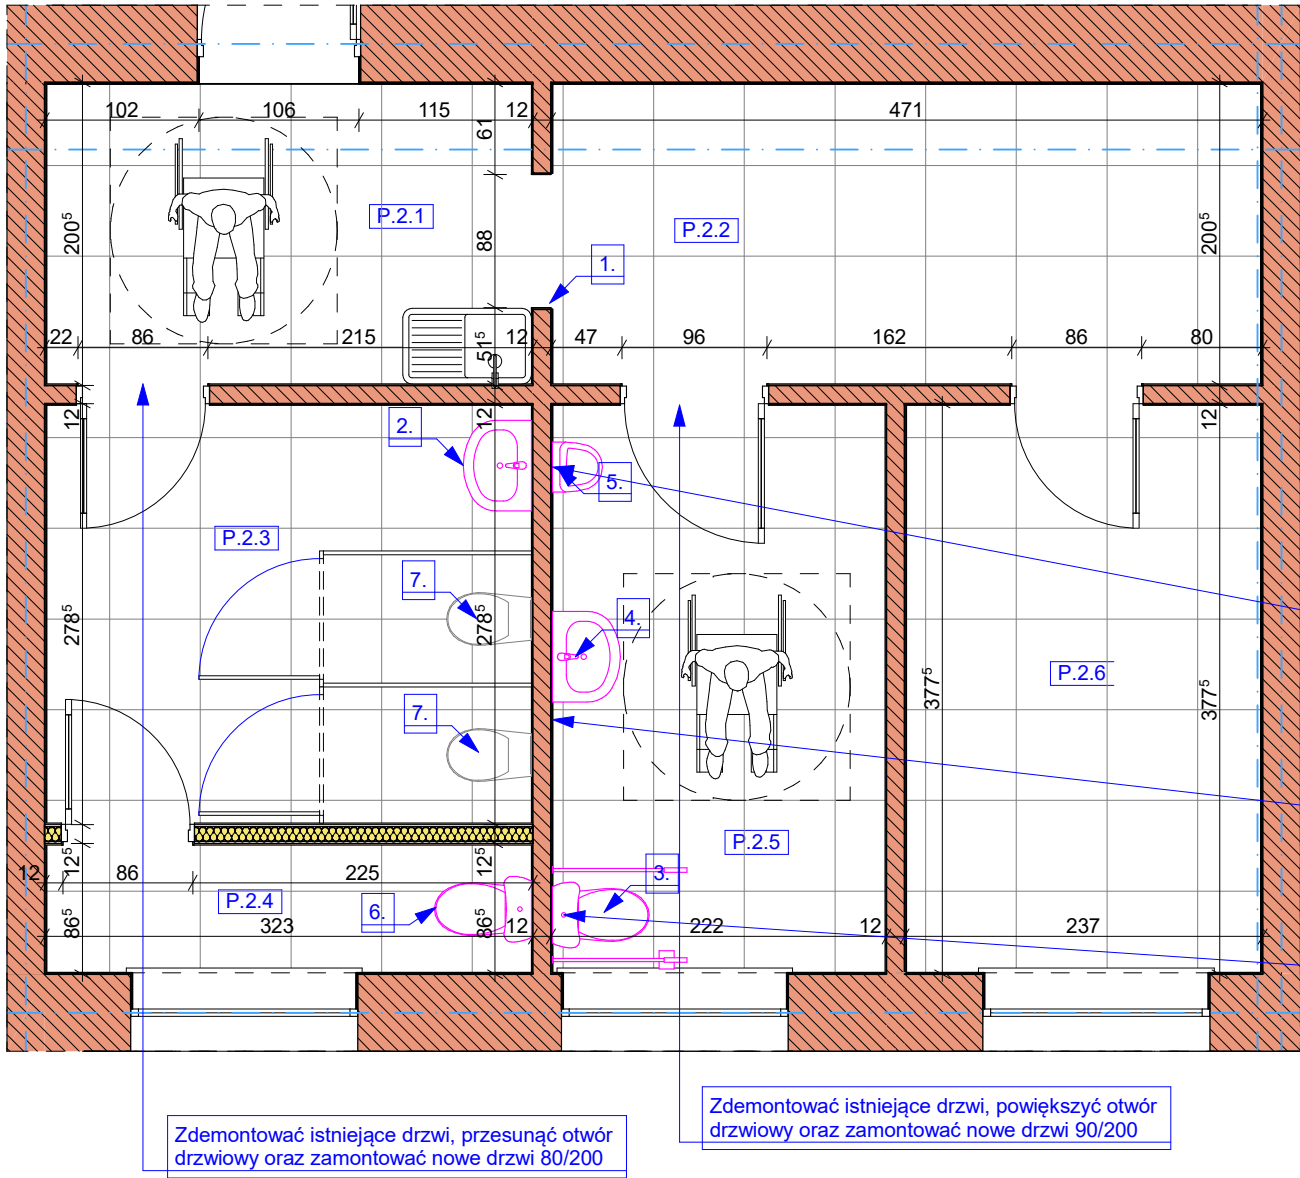 102 106 115 12 471
61
P.2.1
P.2.2
200⁵
88
200⁵
1.
22 86 215 12 47 96 162 86 80
51⁵
12
12
12
2.
5.
P.2.3
7.
278⁵
278⁵
4.
P.2.6
377⁵
377⁵
7.
P.2.5
12 86 225
12⁵
12⁵
3.
P.2.4
6.
86⁵
86⁵
323 12 222 12 237
Zdemontować istniejące drzwi, powiększyć otwór
drzwiowy oraz zamontować nowe drzwi 90/200
Zdemontować istniejące drzwi, przesunąć otwór
drzwiowy oraz zamontować nowe drzwi 80/200